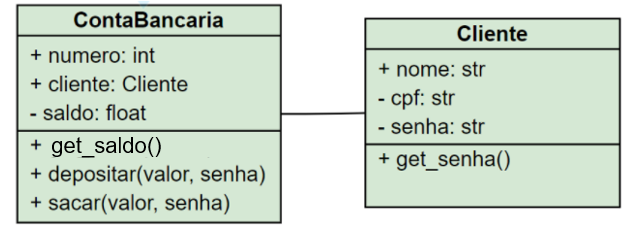 ContaBancaria
+ numero: int
+ cliente: Cliente
- saldo: float
+ get_saldo()
+ depositar(valor, senha)
+ sacar(valor, senha)
Cliente
+ nome: str
- cpf: str
- senha: str
+ get_senha()